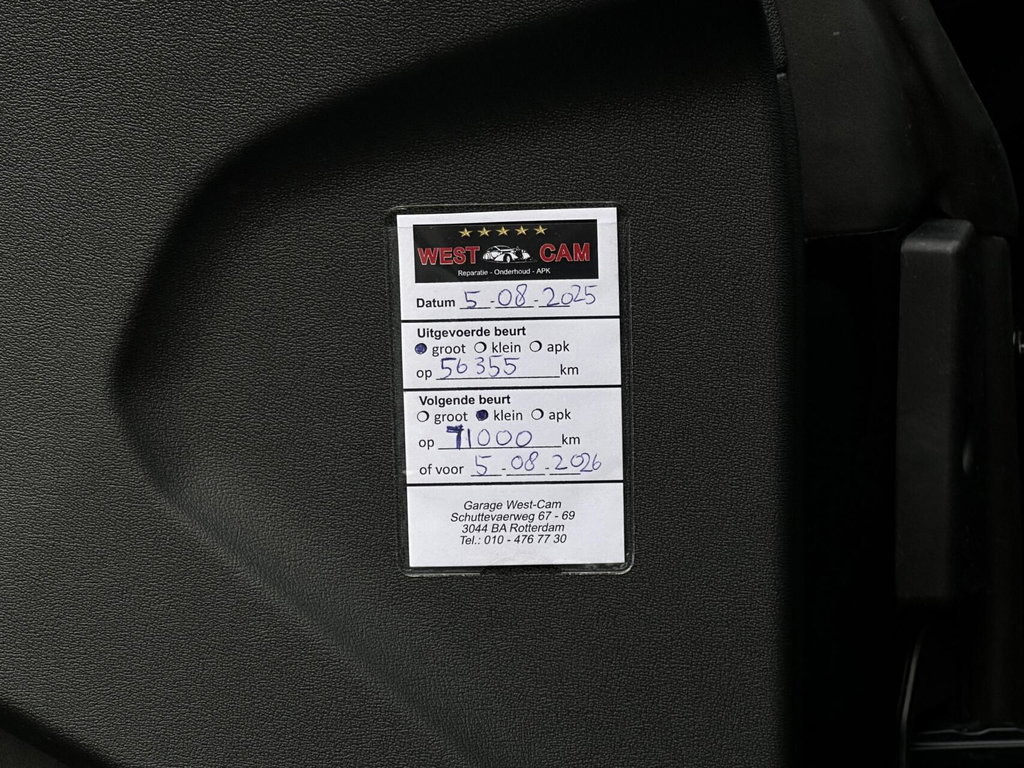 WEST CAM
Reparatie - Onderhoud - APK
Datum 5-08-2025
Uitgevoerde beurt
groot klein apk
op 56355 km
Volgende beurt
groot klein apk
op 71000 km
of voor 5-08-2026
Garage West-Cam
Schuttevaerweg 67 - 69
3044 BA Rotterdam
Tel.: 010 - 476 77 30